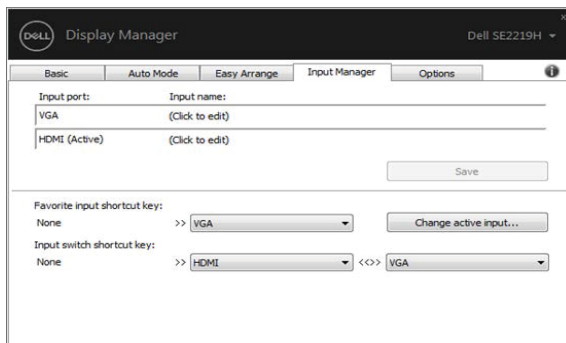 DELL Display Manager Dell SE2219H
Basic Auto Mode Easy Arrange Input Manager Options
Input port: Input name:
VGA (Click to edit)
HDMI (Active) (Click to edit)
Save
Favorite input shortcut key:
None >> VGA Change active input...
Input switch shortcut key:
None >> HDMI <<>> VGA